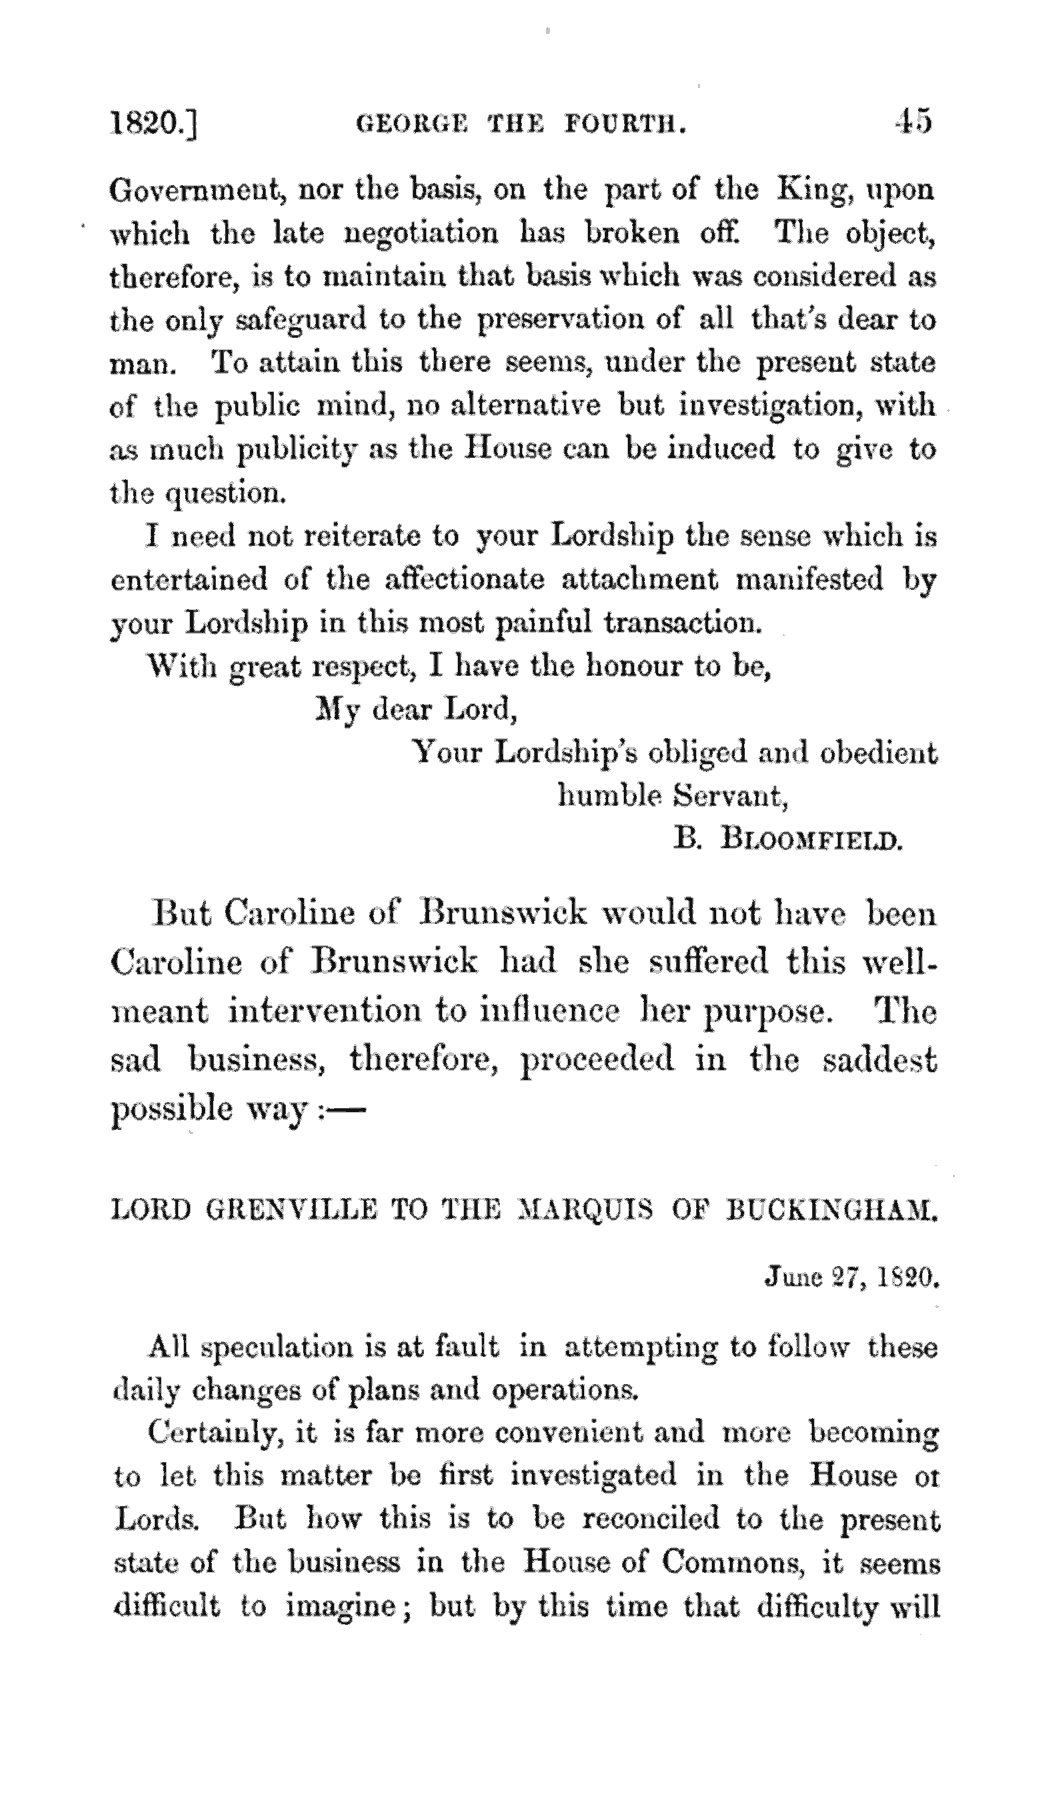 1820.] GEORGE THE FOURTH. 45
Government, nor the basis, on the part of the King, upon
which the late negotiation has broken off. The object,
therefore, is to maintain that basis which was considered as
the only safeguard to the preservation of all that's dear to
man. To attain this there seems, under the present state
of the public mind, no alternative but investigation, with
as much publicity as the House can be induced to give to
the question.
I need not reiterate to your Lordship the sense which is
entertained of the affectionate attachment manifested by
your Lordship in this most painful transaction.
With great respect, I have the honour to be,
My dear Lord,
Your Lordship's obliged and obedient
humble Servant,
B. BLOOMFIELD.
But Caroline of Brunswick would not have been
Caroline of Brunswick had she suffered this well-
meant intervention to influence her purpose. The
sad business, therefore, proceeded in the saddest
possible way :—
LORD GRENVILLE TO THE MARQUIS OF BUCKINGHAM.
June 27, 1820.
All speculation is at fault in attempting to follow these
daily changes of plans and operations.
Certainly, it is far more convenient and more becoming
to let this matter be first investigated in the House of
Lords. But how this is to be reconciled to the present
state of the business in the House of Commons, it seems
difficult to imagine; but by this time that difficulty will